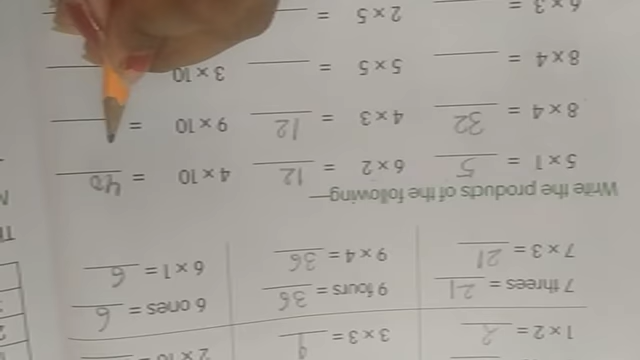 1 × 2 = 2 3 × 3 = 9 2 × 10 =
7 threes = 21 9 fours = 36 6 ones = 6
7 × 3 = 21 9 × 4 = 36 6 × 1 = 6
Write the products of the following—
5 × 1 = 5 6 × 2 = 12 4 × 10 = 40
8 × 4 = 32 4 × 3 = 12 9 × 10 =
8 × 4 = 5 × 5 = 3 × 10
6 × 3 = 2 × 5 =